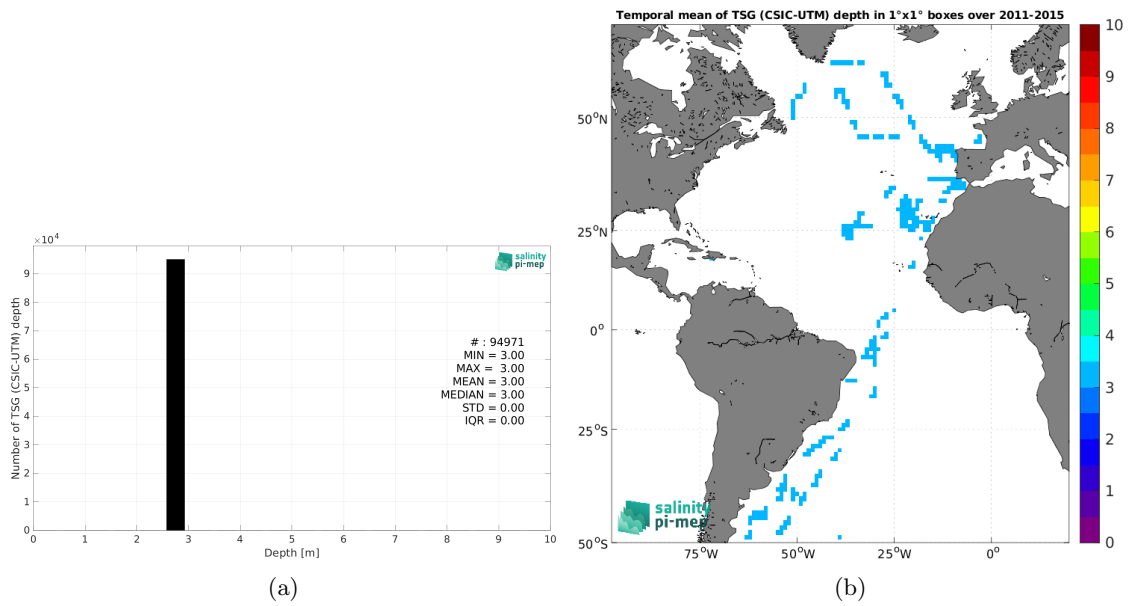 ×10⁴
9
8
7
6
5
4
3
2
1
0
Number of TSG (CSIC-UTM) depth
salinity
pi-mep
# : 94971
MIN = 3.00
MAX = 3.00
MEAN = 3.00
MEDIAN = 3.00
STD = 0.00
IQR = 0.00
0 1 2 3 4 5 6 7 8 9 10
Depth [m]
(a)
Temporal mean of TSG (CSIC-UTM) depth in 1°x1° boxes over 2011-2015
50°N
25°N
0°
25°S
50°S
75°W 50°W 25°W 0°
salinity
pi-mep
10
9
8
7
6
5
4
3
2
1
0
(b)